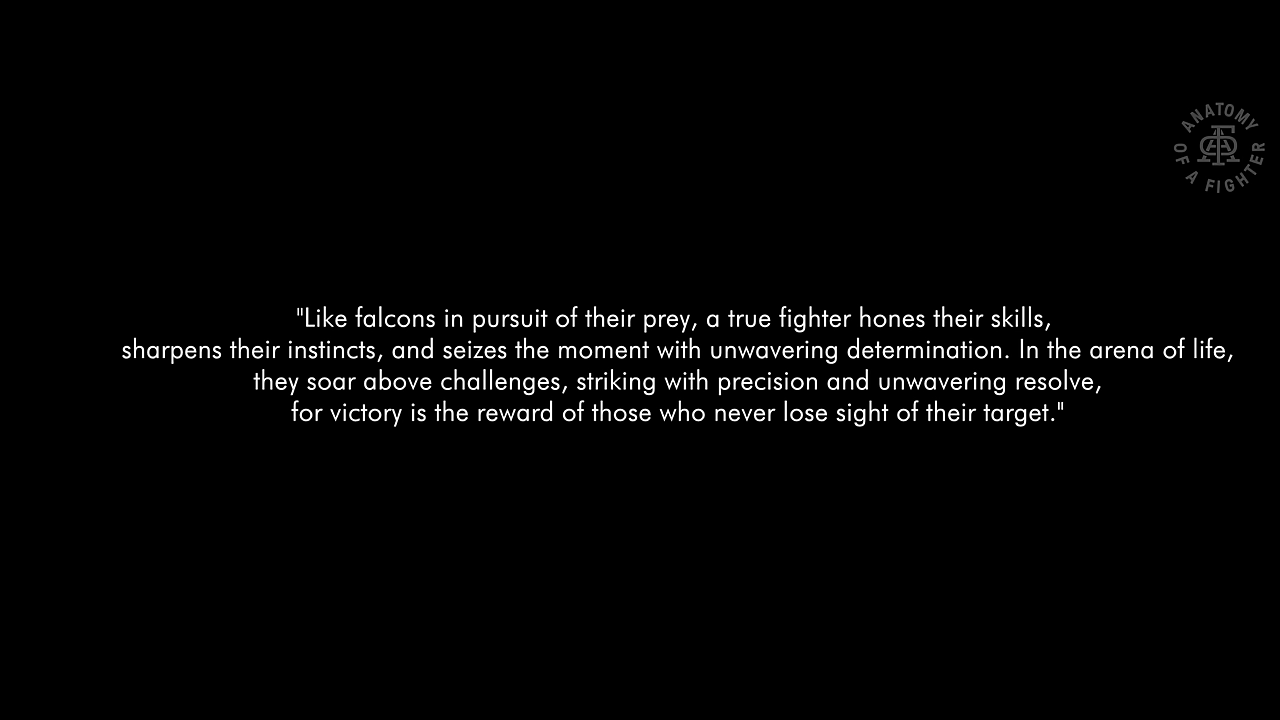 ANATOMY
OF A FIGHTER
"Like falcons in pursuit of their prey, a true fighter hones their skills,
sharpens their instincts, and seizes the moment with unwavering determination. In the arena of life,
they soar above challenges, striking with precision and unwavering resolve,
for victory is the reward of those who never lose sight of their target."